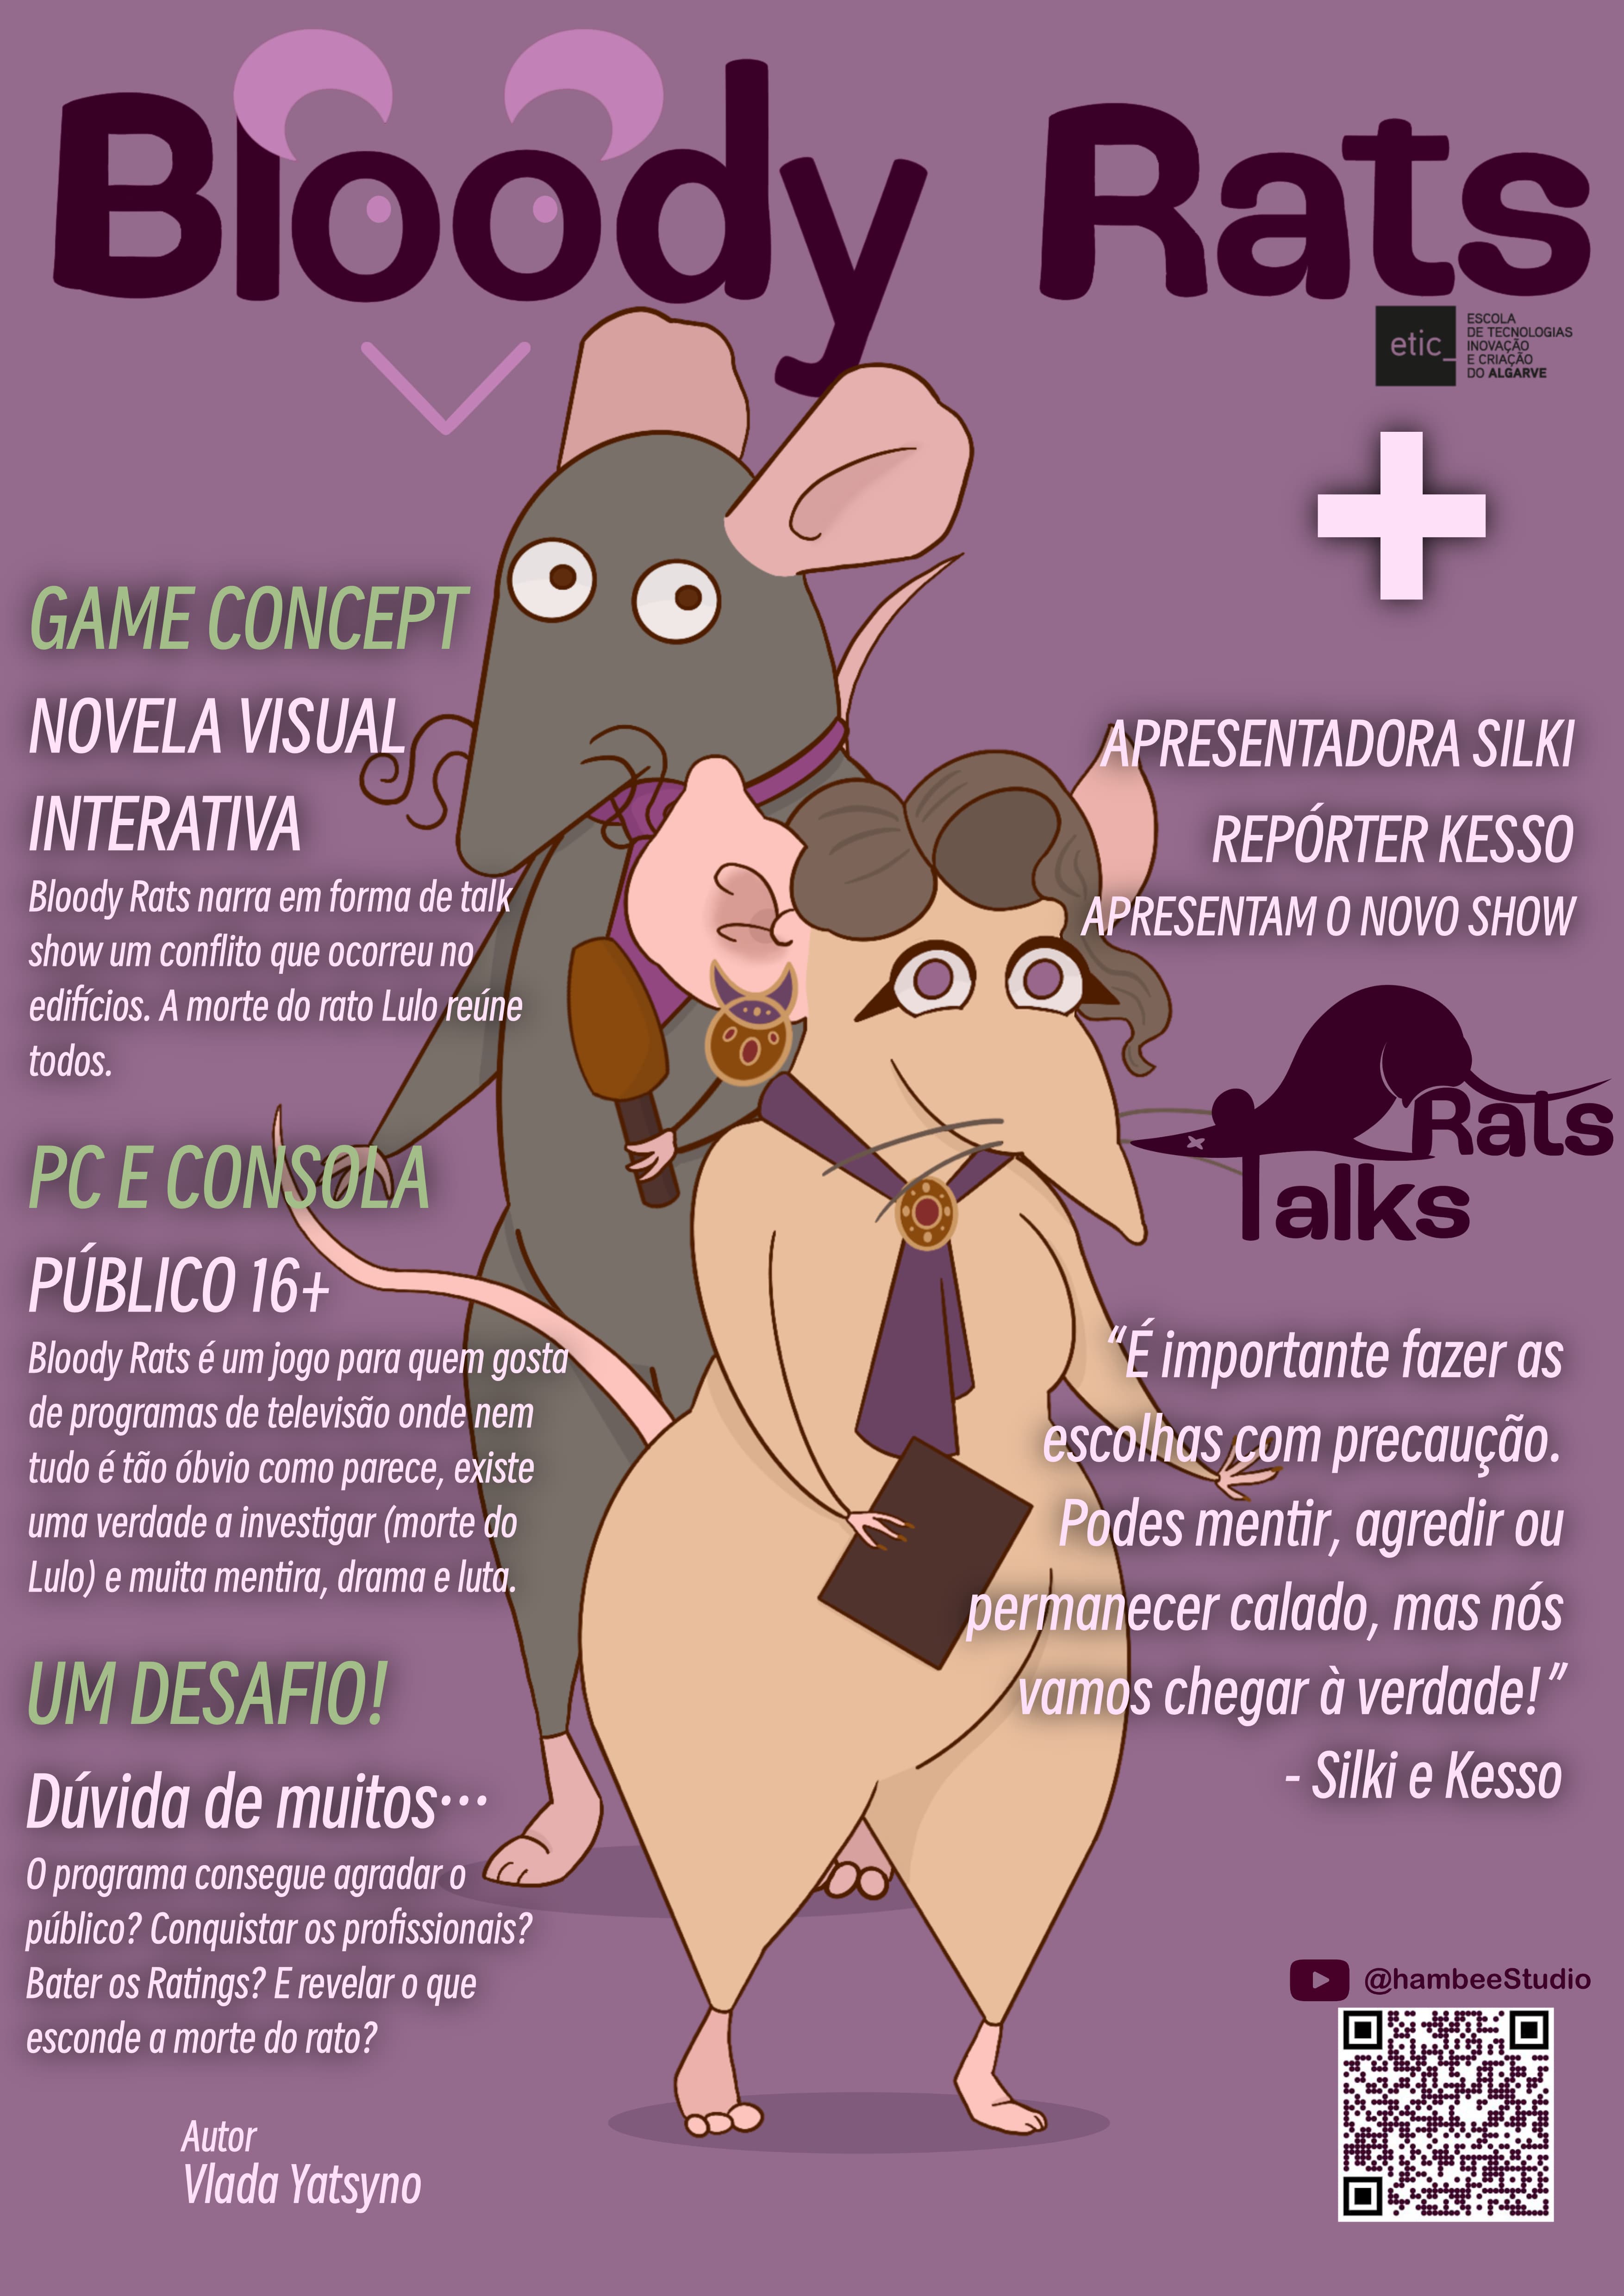 Bloody Rats
etic_
ESCOLA
DE TECNOLOGIAS
INOVAÇÃO
E CRIAÇÃO
DO ALGARVE
+
GAME CONCEPT
NOVELA VISUAL
INTERATIVA
Bloody Rats narra em forma de talk
show um conflito que ocorreu no
edifícios. A morte do rato Lulo reúne
todos.
PC E CONSOLA
PÚBLICO 16+
Bloody Rats é um jogo para quem gosta
de programas de televisão onde nem
tudo é tão óbvio como parece, existe
uma verdade a investigar (morte do
Lulo) e muita mentira, drama e luta.
UM DESAFIO!
Dúvida de muitos...
O programa consegue agradar o
público? Conquistar os profissionais?
Bater os Ratings? E revelar o que
esconde a morte do rato?
Autor
Vlada Yatsyno
APRESENTADORA SILKI
REPÓRTER KESSO
APRESENTAM O NOVO SHOW
Rats
Talks
“É importante fazer as
escolhas com precaução.
Podes mentir, agredir ou
permanecer calado, mas nós
vamos chegar à verdade!”
- Silki e Kesso
@hambeeStudio